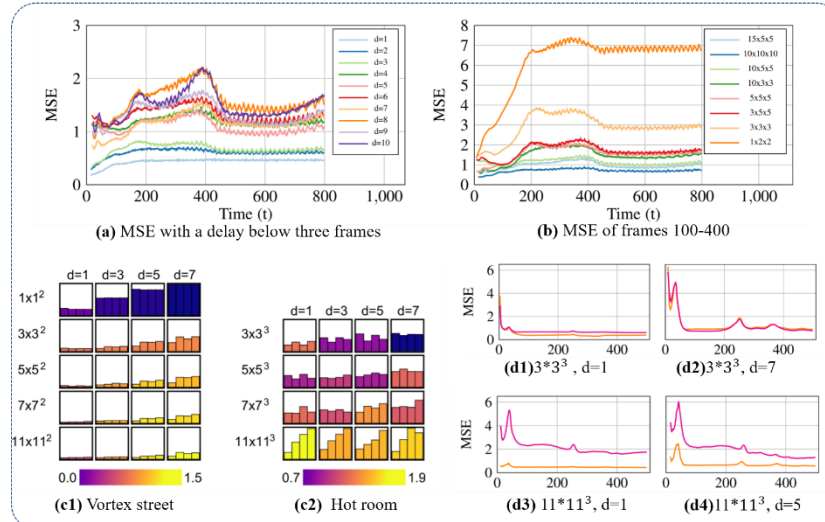 3
2
1
0
MSE
0 200 400 600 800 1,000
Time (t)
d=1
d=2
d=3
d=4
d=5
d=6
d=7
d=8
d=9
d=10
(a) MSE with a delay below three frames
8
7
6
5
4
3
2
1
0
MSE
0 200 400 600 800 1,000
Time (t)
15x5x5
10x10x10
10x5x5
10x3x3
5x5x5
3x5x5
3x3x3
1x2x2
(b) MSE of frames 100-400
d=1 d=3 d=5 d=7
1x1²
3x3²
5x5²
7x7²
11x11²
0.0 1.5
(c1) Vortex street
d=1 d=3 d=5 d=7
3x3³
5x5³
7x7³
11x11³
0.7 1.9
(c2) Hot room
MSE
6
4
2
0
0 200 400
(d1)3*3³ , d=1
6
4
2
0
0 200 400
(d2)3*3³ , d=7
MSE
6
4
2
0
0 200 400
(d3) 11*11³, d=1
6
4
2
0
0 200 400
(d4)11*11³, d=5